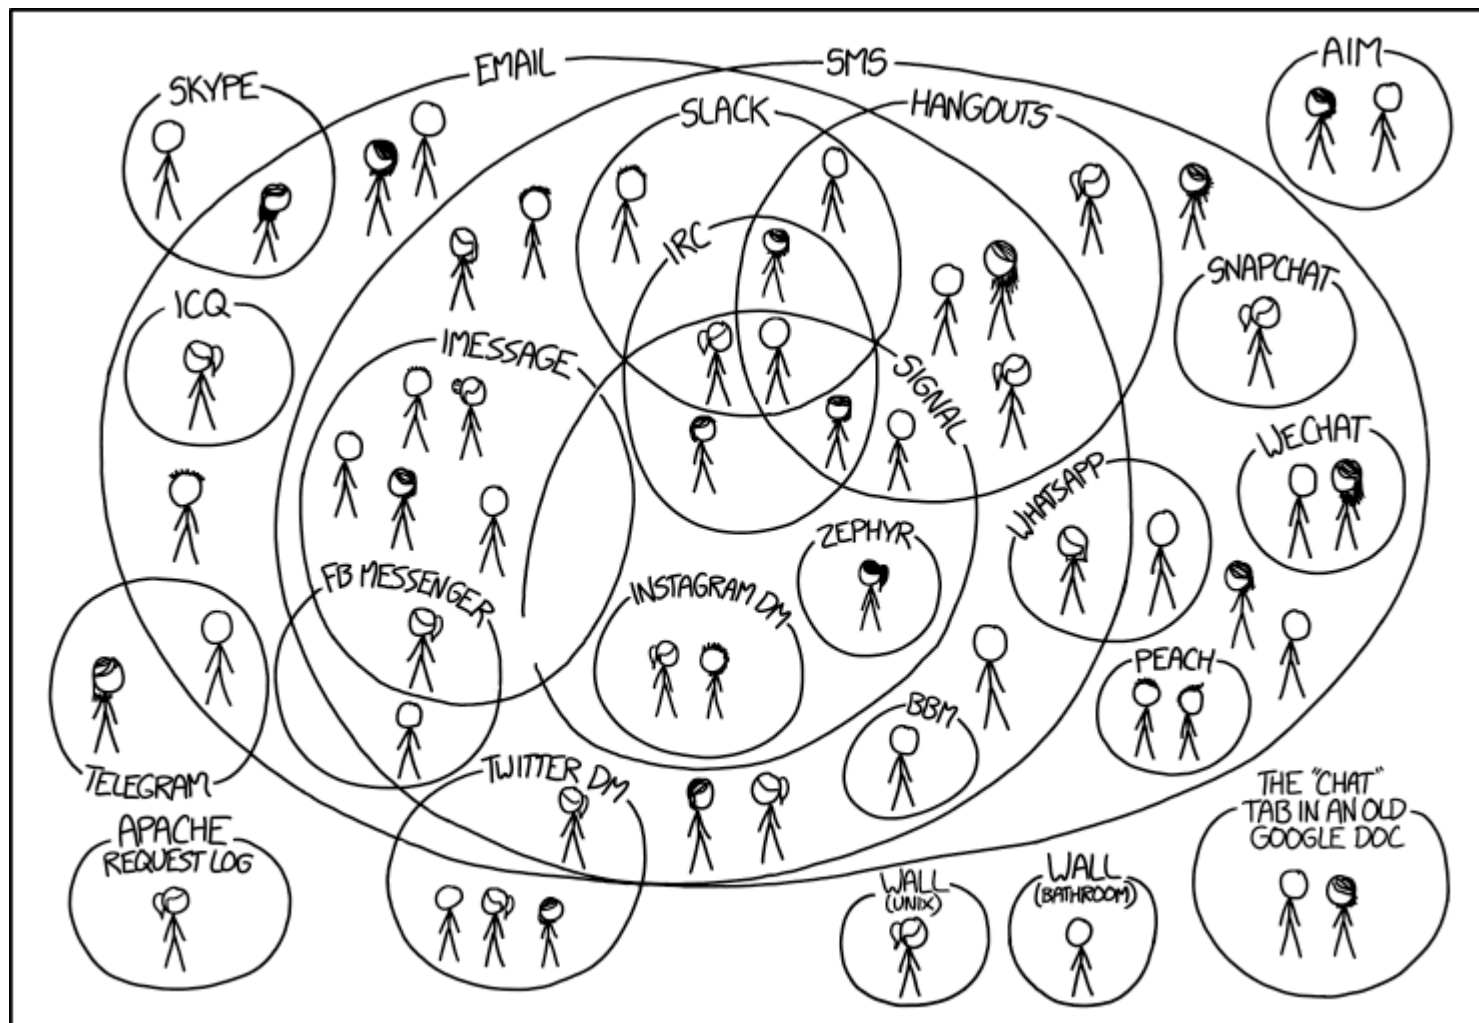 EMAIL
SMS
AIM
SKYPE
SLACK
HANGOUTS
IRC
SNAPCHAT
ICQ
IMESSAGE
SIGNAL
WECHAT
WHATSAPP
ZEPHYR
FB MESSENGER
INSTAGRAM DM
PEACH
BBM
TELEGRAM
TWITTER DM
THE "CHAT"
TAB IN AN OLD
GOOGLE DOC
APACHE
REQUEST LOG
WALL
(UNIX)
WALL
(BATHROOM)